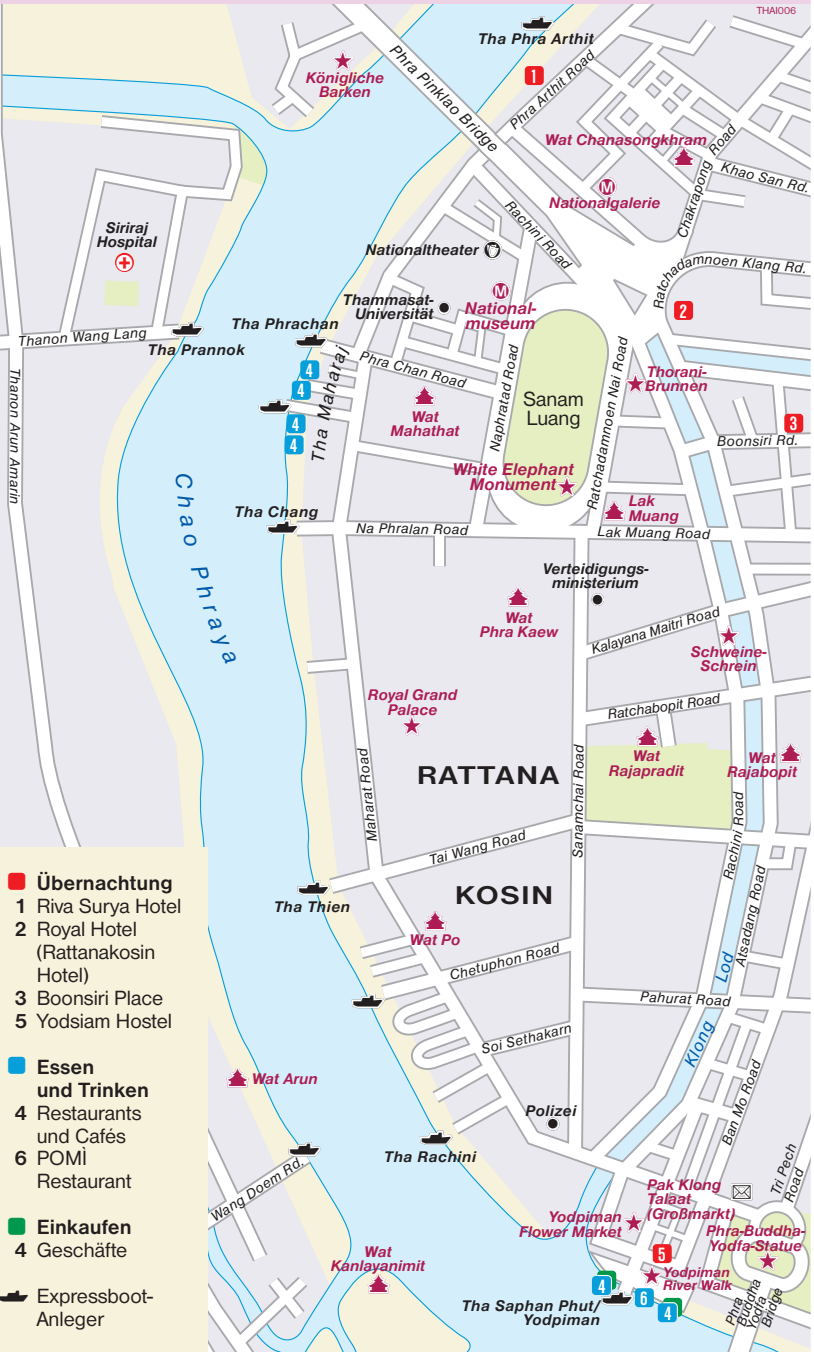 THAI006
Tha Phra Arthit
Königliche
Barken
Phra Pinklao Bridge
1
Phra Arthit Road
Wat Chanasongkhram
Chakrapong Road
Khao San Rd.
M
Nationalgalerie
Rachini Road
Siriraj
Hospital
Nationaltheater
Ratchadamnoen Klang Rd.
M
National-
museum
Thammasat-
Universität
2
Tha Phrachan
Thanon Wang Lang
Tha Prannok
Phra Chan Road
Tha Maharaj
4
4
4
4
Thanon Arun Amarin
Wat
Mahathat
Naphratad Road
Sanam
Luang
Ratchadamnoen Nai Road
Thorani-
Brunnen
3
Boonsiri Rd.
White Elephant
Monument
Lak
Muang
Chao Phraya
Tha Chang
Na Phralan Road
Lak Muang Road
Verteidigungs-
ministerium
Wat
Phra Kaew
Kalayana Maitri Road
Schweine-
Schrein
Royal Grand
Palace
Ratchabopit Road
Wat
Rajapradit
Wat
Rajabopit
RATTANA
KOSIN
Maharat Road
Sanamchai Road
Rachini Road
Tai Wang Road
Atsadang Road
Tha Thien
Wat Po
Chetuphon Road
Klong Lod
Pahurat Road
Soi Sethakarn
Wat Arun
Polizei
Ban Mo Road
Tha Rachini
Wang Doem Rd.
Tri Pech
Road
Pak Klong
Talaat
(Großmarkt)
Yodpiman
Flower Market
Phra-Buddha-
Yodfa-Statue
5
Yodpiman
River Walk
Wat
Kanlayanimit
4
6
4
Tha Saphan Phut/
Yodpiman
Phra
Buddha
Yodfa
Bridge
Übernachtung
1 Riva Surya Hotel
2 Royal Hotel
(Rattanakosin
Hotel)
3 Boonsiri Place
5 Yodsiam Hostel
Essen
und Trinken
4 Restaurants
und Cafés
6 POMÌ
Restaurant
Einkaufen
4 Geschäfte
Expressboot-
Anleger